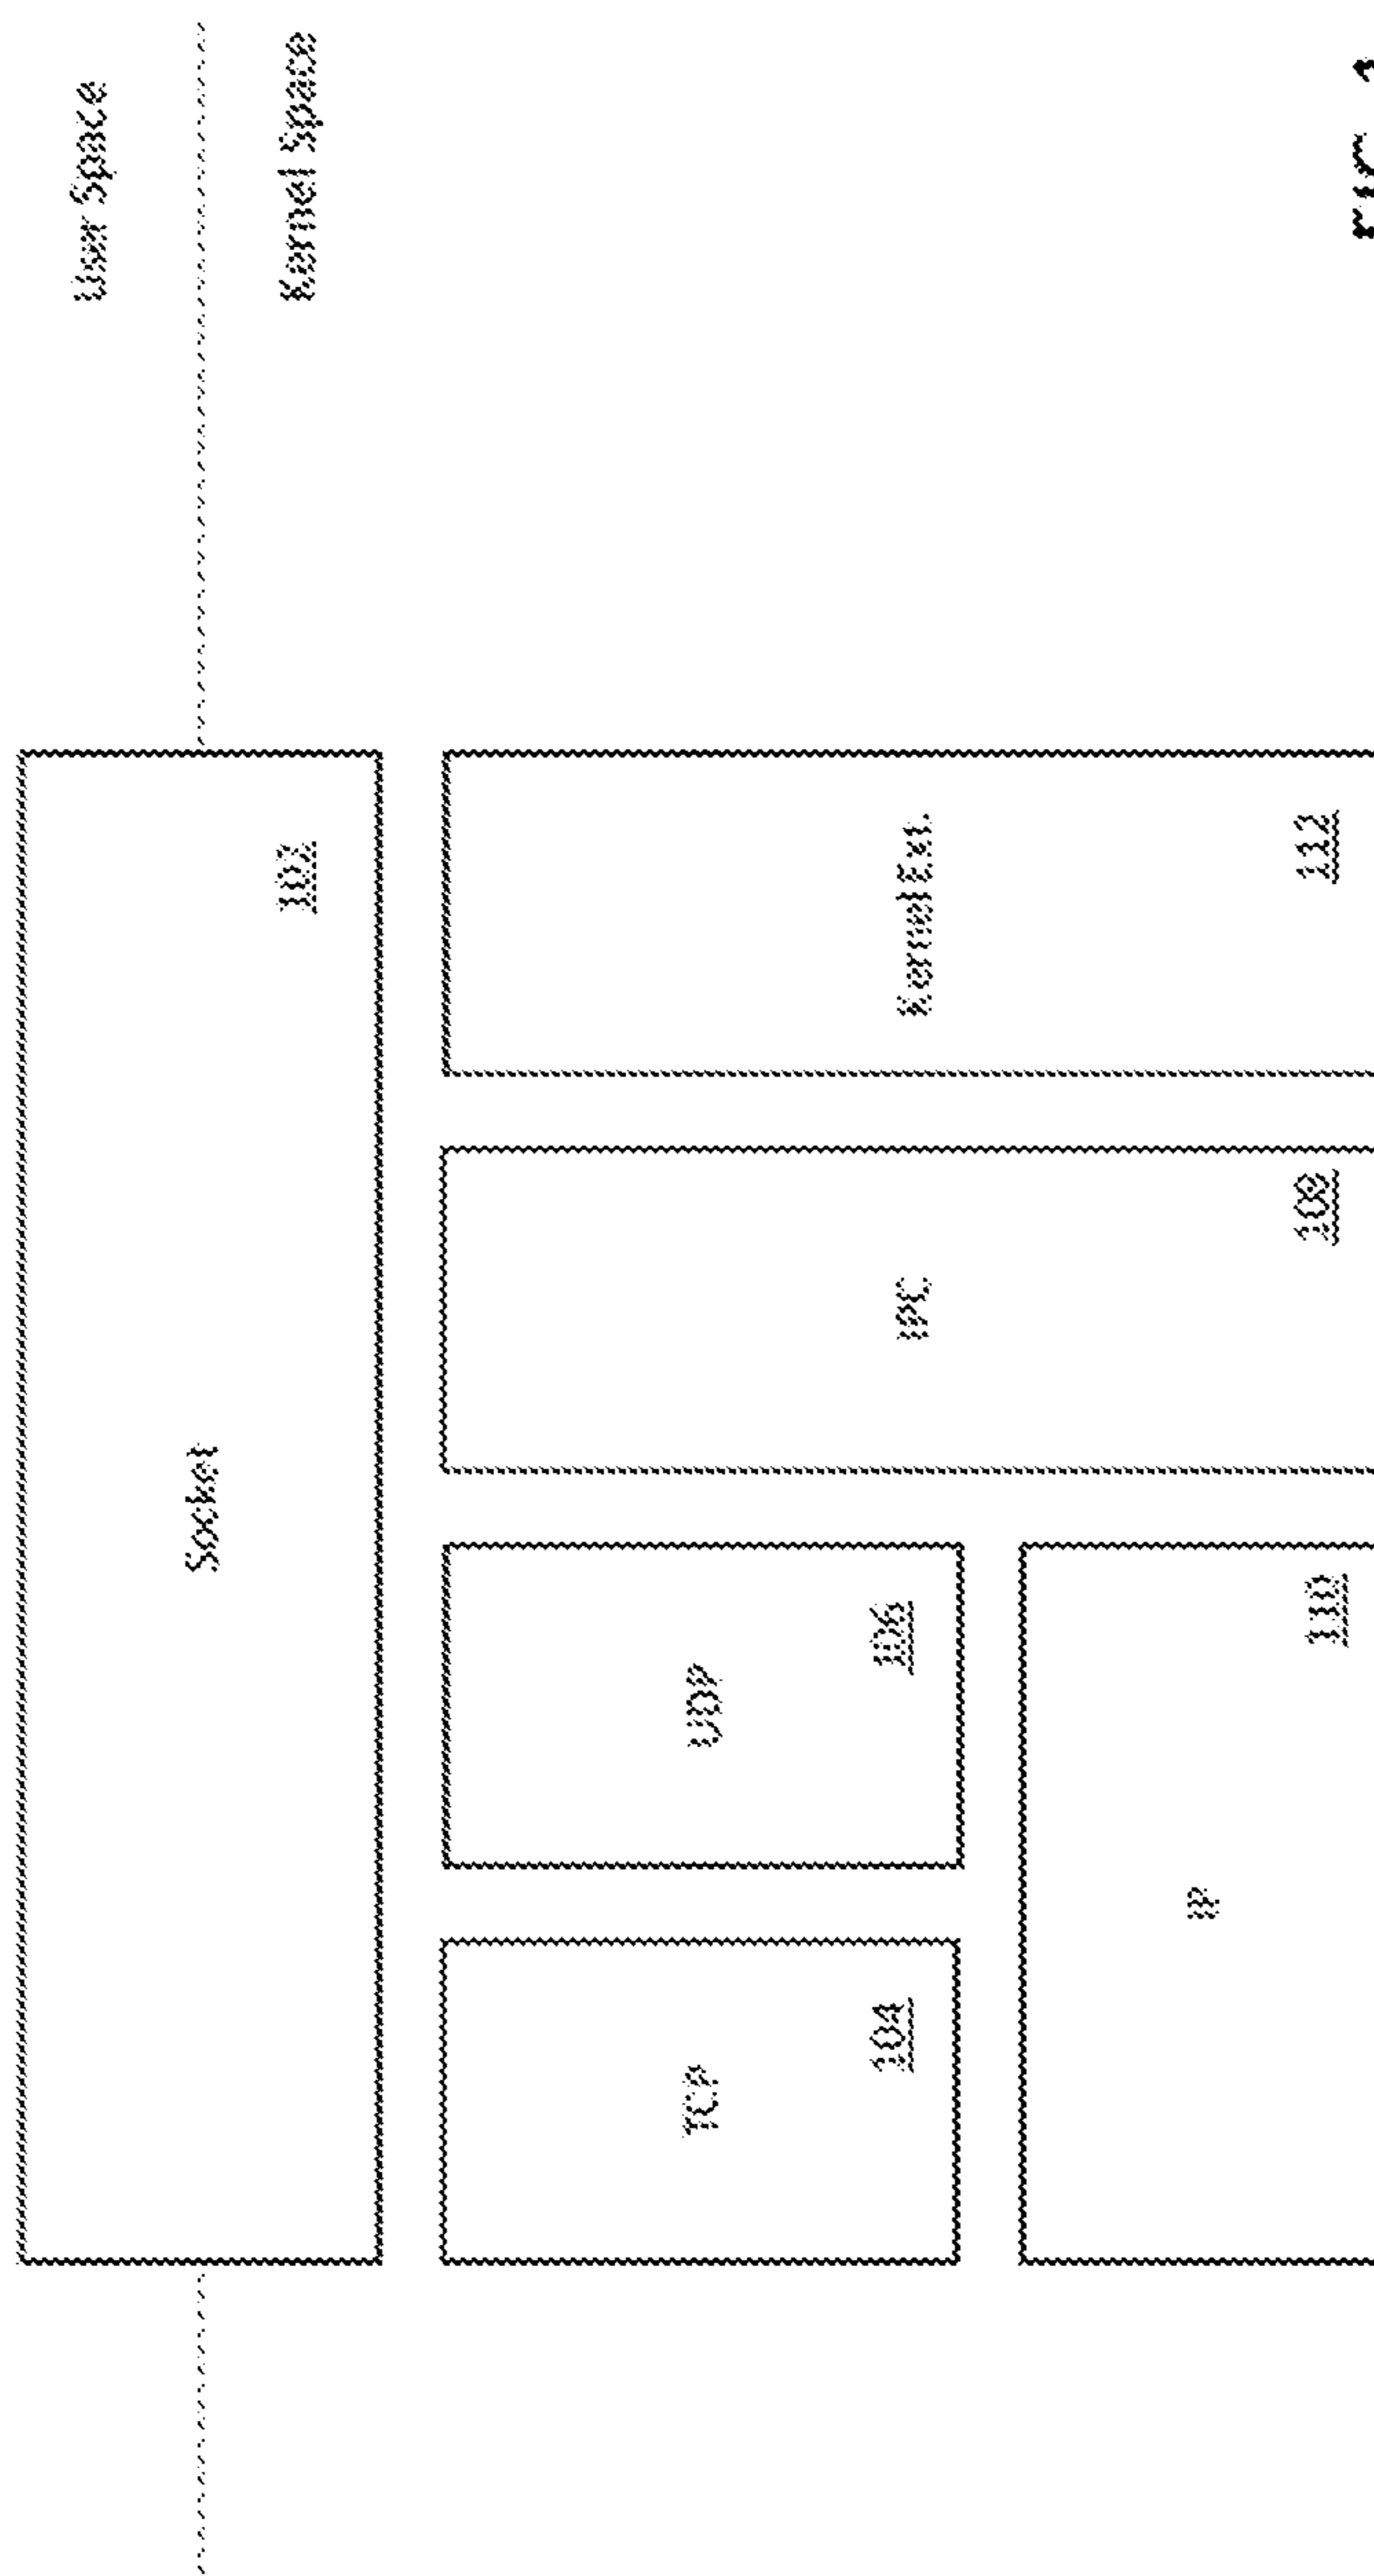 User Space
Kernel Space
Socket
102
TCP
104
UDP
106
IPC
108
Kernel Ext.
112
IP
110